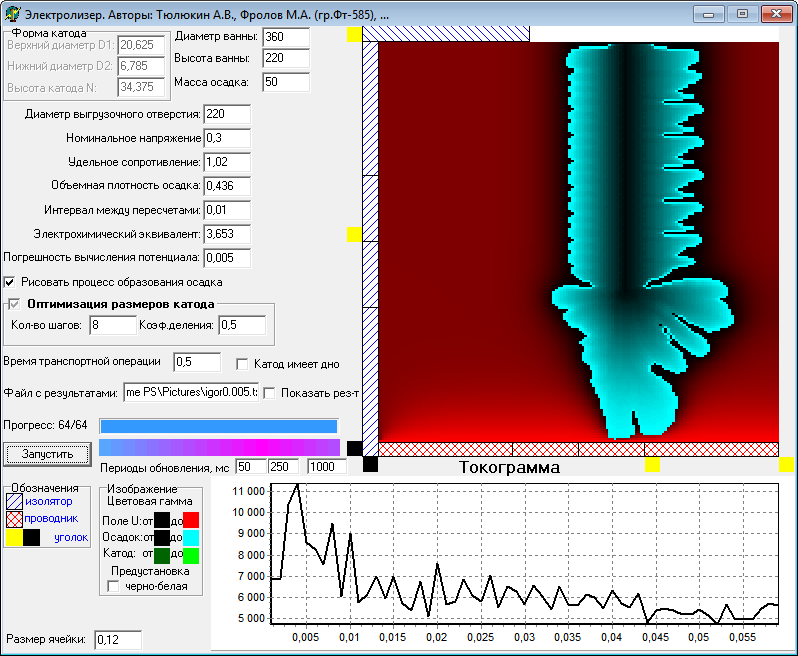 Электролизер. Авторы: Тюлюкин А.В., Фролов М.А. (гр.Фт-585), ...
Форма катода
Верхний диаметр D1: 20,625
Нижний диаметр D2: 6,785
Высота катода N: 34,375
Диаметр ванны: 360
Высота ванны: 220
Масса осадка: 50
Диаметр выгрузочного отверстия: 220
Номинальное напряжение 0,3
Удельное сопротивление: 1,02
Объемная плотность осадка: 0,436
Интервал между пересчетами: 0,01
Электрохимический эквивалент: 3,653
Погрешность вычисления потенциала: 0,005
Рисовать процесс образования осадка
Оптимизация размеров катода
Кол-во шагов: 8 Коэф.деления: 0,5
Время транспортной операции 0,5 Катод имеет дно
Файл с результатами: me PS\Pictures\igor0.005.t: Показать рез-т
Прогресс: 64/64
Запустить
Периоды обновления, мс 50 250 1000
Обозначения
изолятор
проводник
уголок
Изображение
Цветовая гамма
Поле U: от до
Осадок: от до
Катод: от до
Предустановка
черно-белая
Размер ячейки: 0,12
Токограмма
11 000
10 000
9 000
8 000
7 000
6 000
5 000
0,005 0,01 0,015 0,02 0,025 0,03 0,035 0,04 0,045 0,05 0,055